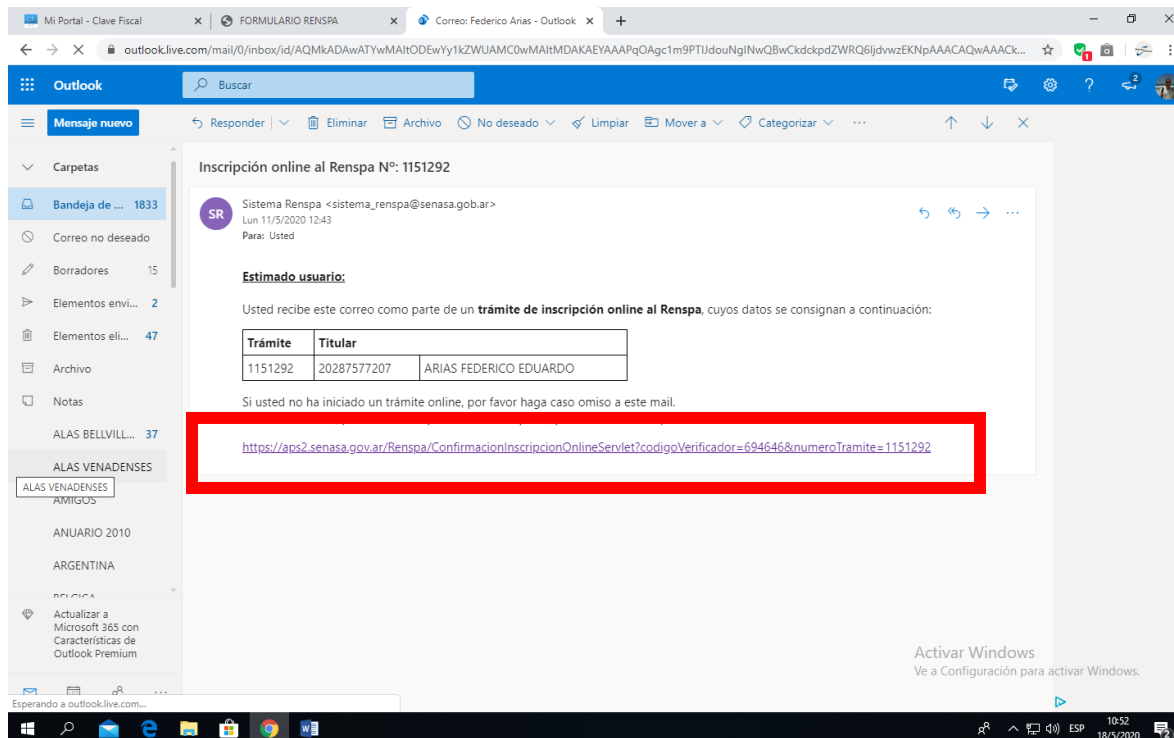 Mi Portal - Clave Fiscal
FORMULARIO RENSPA
Correo: Federico Arias - Outlook
outlook.live.com/mail/0/inbox/id/
Outlook
Buscar
2
Mensaje nuevo
Responder
Eliminar
Archivo
No deseado
Limpiar
Mover a
Categorizar
Carpetas
Bandeja de ... 1833
Correo no deseado
Borradores 15
Elementos envi... 2
Elementos eli... 47
Archivo
Notas
ALAS BELLVILL... 37
ALAS VENADENSES
ALAS VENADENSES
AMIGOS
ANUARIO 2010
ARGENTINA
BELGICA
Actualizar a
Microsoft 365 con
Características de
Outlook Premium
Inscripción online al Renspa Nº: 1151292
SR
Sistema Renspa <sistema_renspa@senasa.gob.ar>
Lun 11/5/2020 12:43
Para: Usted
Estimado usuario:
Usted recibe este correo como parte de un trámite de inscripción online al Renspa, cuyos datos se consignan a continuación:
Trámite Titular
1151292 20287577207 ARIAS FEDERICO EDUARDO
Si usted no ha iniciado un trámite online, por favor haga caso omiso a este mail.
https://aps2.senasa.gov.ar/Renspa/ConfirmacionInscripcionOnlineServlet?codigoVerificador=694646&numeroTramite=1151292
Activar Windows
Ve a Configuración para activar Windows.
Esperando a outlook.live.com...
ESP
10:52
18/5/2020
2